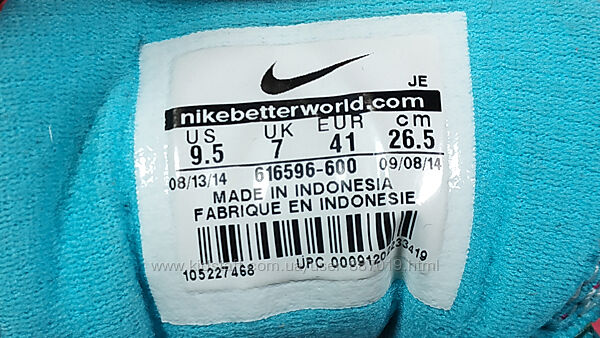 JE
nikebetterworld.com
US UK EUR cm
9.5 7 41 26.5
08/13/14 616596-600 09/08/14
MADE IN INDONESIA
FABRIQUE EN INDONESIE
105227468 UPC